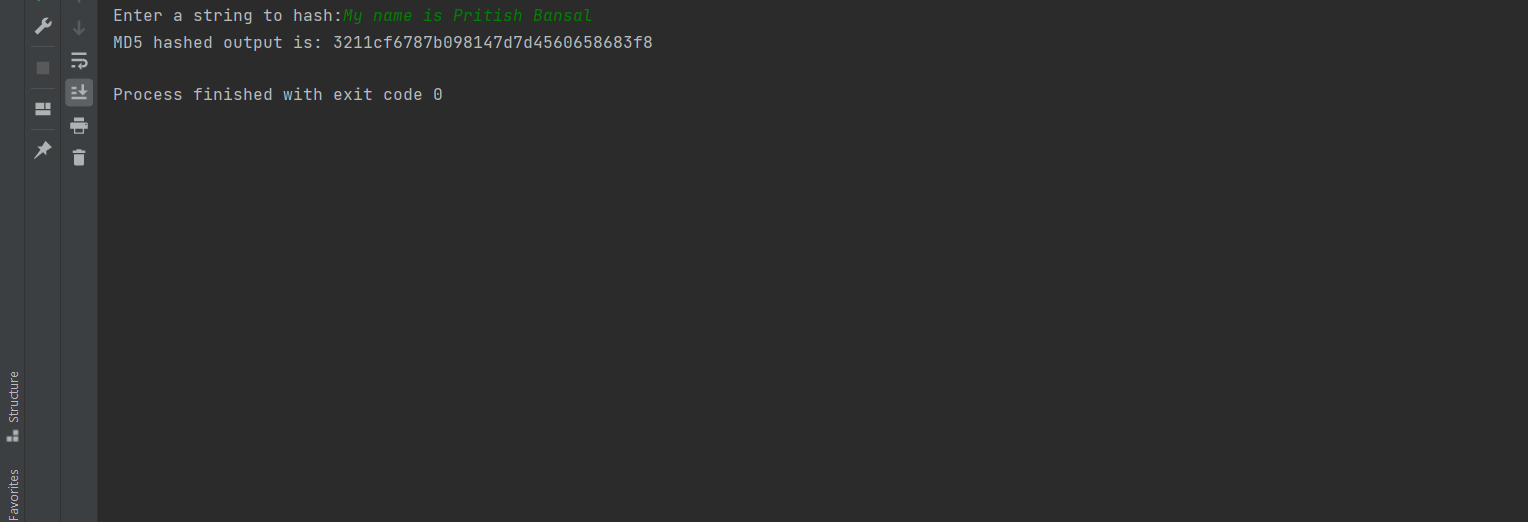 Enter a string to hash:My name is Pritish Bansal
MD5 hashed output is: 3211cf6787b098147d7d4560658683f8
Process finished with exit code 0
Structure
Favorites